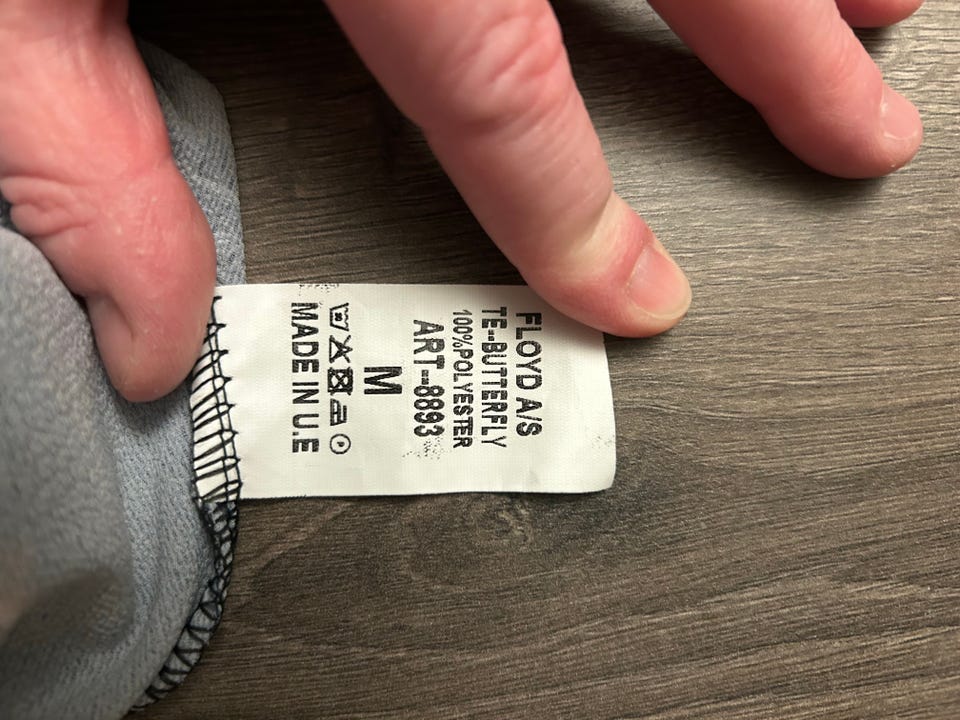 FLOYD A/S
TE-BUTTERFLY
100%POLYESTER
ART-8893
M
MADE IN U.E